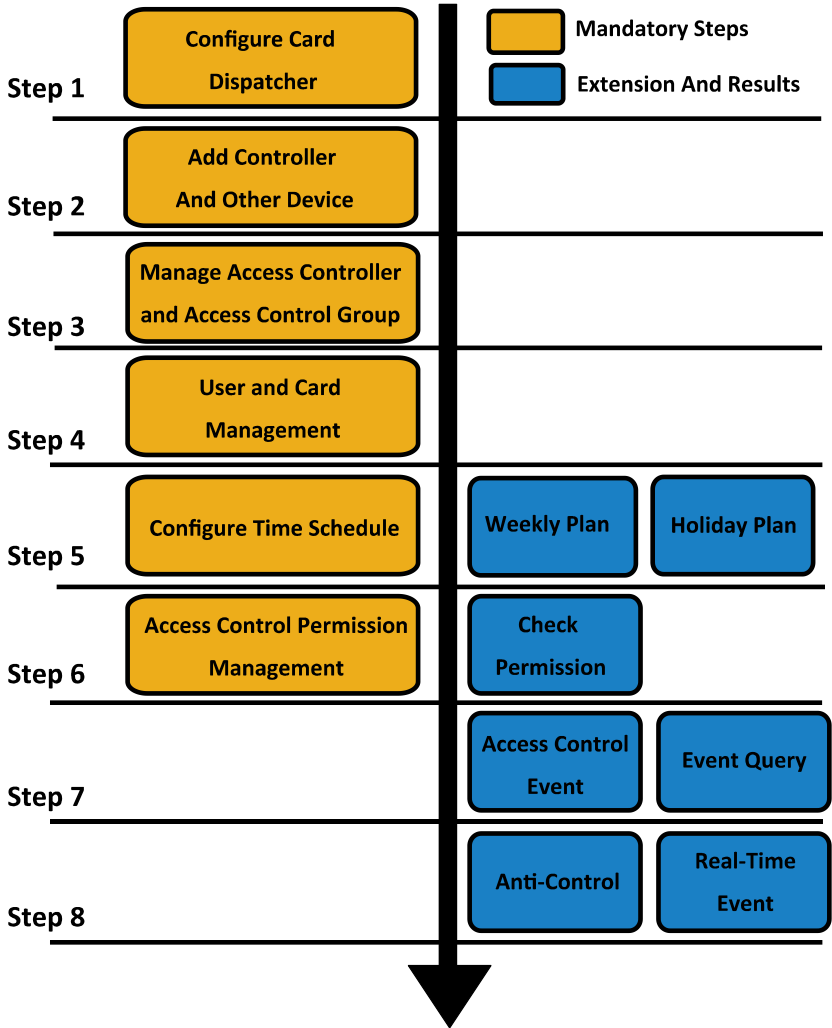 Mandatory Steps
Extension And Results
Step 1
Configure Card
Dispatcher
Step 2
Add Controller
And Other Device
Step 3
Manage Access Controller
and Access Control Group
Step 4
User and Card
Management
Step 5
Configure Time Schedule
Weekly Plan
Holiday Plan
Step 6
Access Control Permission
Management
Check
Permission
Step 7
Access Control
Event
Event Query
Step 8
Anti-Control
Real-Time
Event